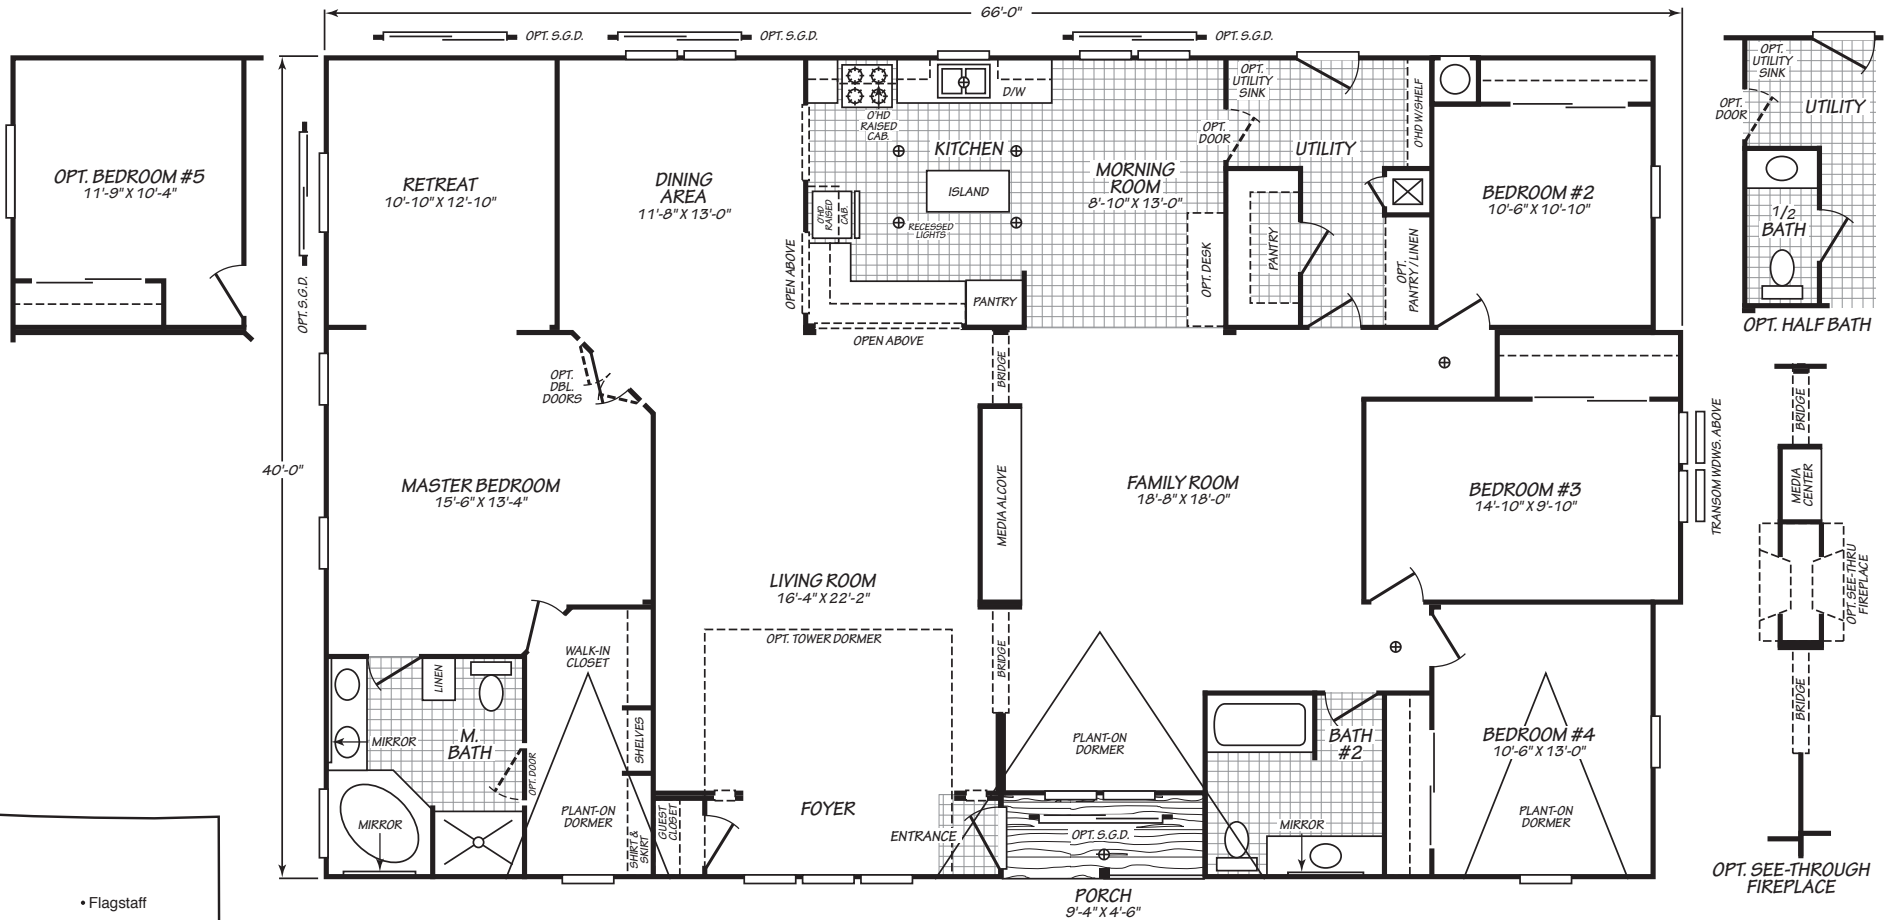 66'-0"
OPT. S.G.D.
OPT. S.G.D.
OPT. S.G.D.
OPT. BEDROOM #5
11'-9" X 10'-4"
OPT. S.G.D.
40'-0"
RETREAT
10'-10" X 12'-10"
DINING
AREA
11'-8" X 13'-0"
O'HD
RAISED
CAB.
D/W
KITCHEN
ISLAND
O'HD
RAISED
CAB.
RECESSED
LIGHTS
OPEN ABOVE
PANTRY
OPEN ABOVE
MORNING
ROOM
8'-10" X 13'-0"
OPT. DESK
OPT.
UTILITY
SINK
OPT.
DOOR
UTILITY
O'HD W/SHELF
PANTRY
OPT.
PANTRY / LINEN
BEDROOM #2
10'-6" X 10'-10"
OPT.
UTILITY
SINK
OPT.
DOOR
UTILITY
1/2
BATH
OPT. HALF BATH
OPT.
DBL.
DOORS
MASTER BEDROOM
15'-6" X 13'-4"
BRIDGE
MEDIA ALCOVE
BRIDGE
FAMILY ROOM
18'-8" X 18'-0"
BEDROOM #3
14'-10" X 9'-10"
TRANSOM WDWS. ABOVE
BRIDGE
MEDIA
CENTER
OPT. SEE-THRU
FIREPLACE
BRIDGE
OPT. SEE-THROUGH
FIREPLACE
LIVING ROOM
16'-4" X 22'-2"
OPT. TOWER DORMER
WALK-IN
CLOSET
LINEN
MIRROR
M.
BATH
OPT. DOOR
SHELVES
MIRROR
PLANT-ON
DORMER
SHIRT &
SKIRT
GUEST
CLOSET
FOYER
ENTRANCE
PLANT-ON
DORMER
OPT. S.G.D.
PORCH
9'-4" X 4'-6"
BATH
#2
MIRROR
BEDROOM #4
10'-6" X 13'-0"
PLANT-ON
DORMER
• Flagstaff